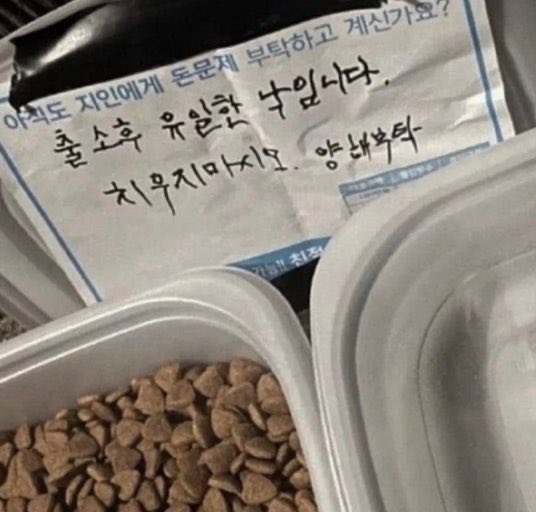 아직도 지인에게 돈문제 부탁하고 계신가요?
출소후 유일한 낙입니다.
치우지마시오. 양해부탁